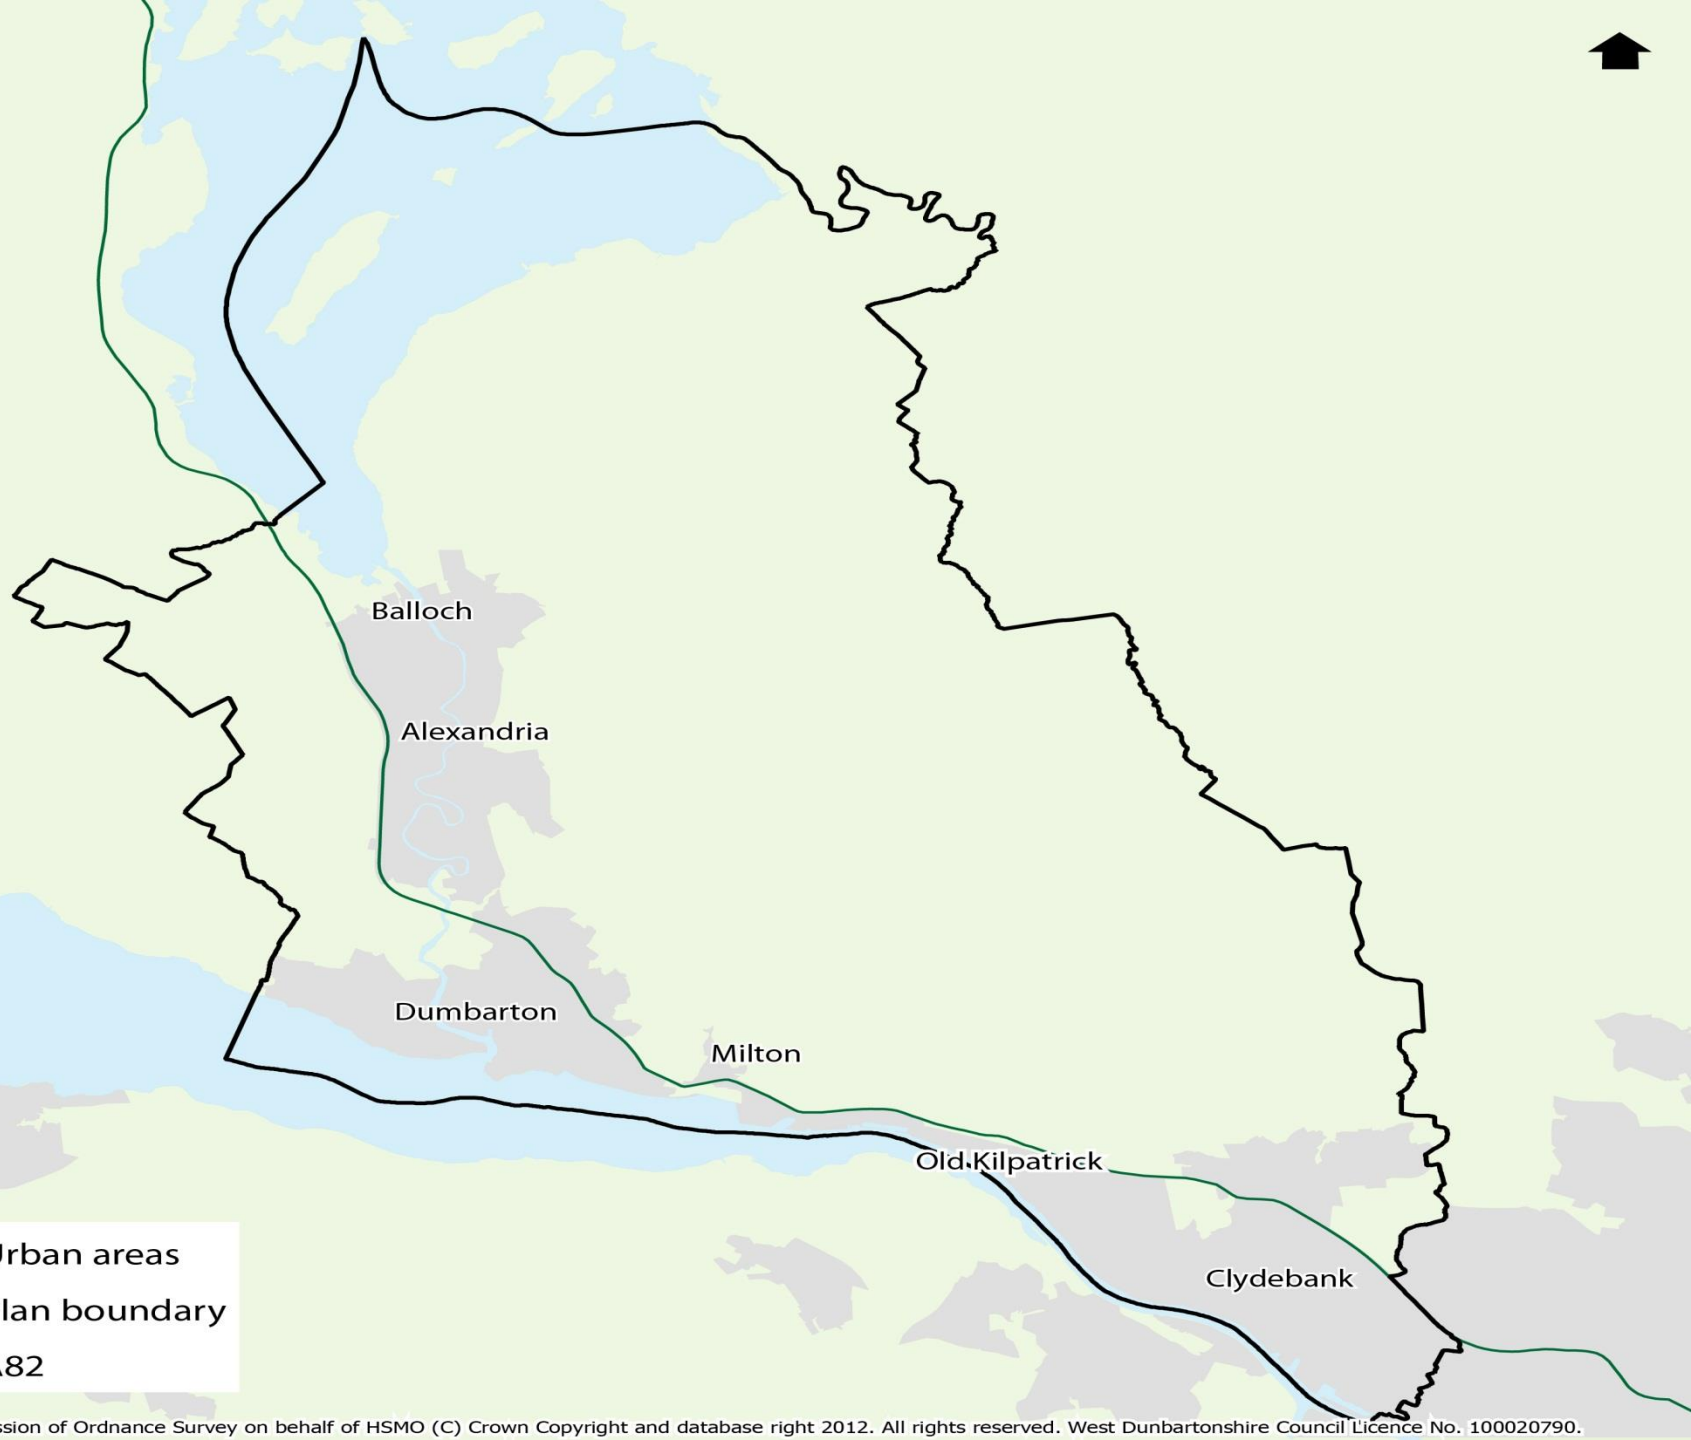 Balloch
Alexandria
Dumbarton
Milton
Old Kilpatrick
Clydebank
Urban areas
lan boundary
A82
ssion of Ordnance Survey on behalf of HSMO (C) Crown Copyright and database right 2012. All rights reserved. West Dunbartonshire Council Licence No. 100020790.